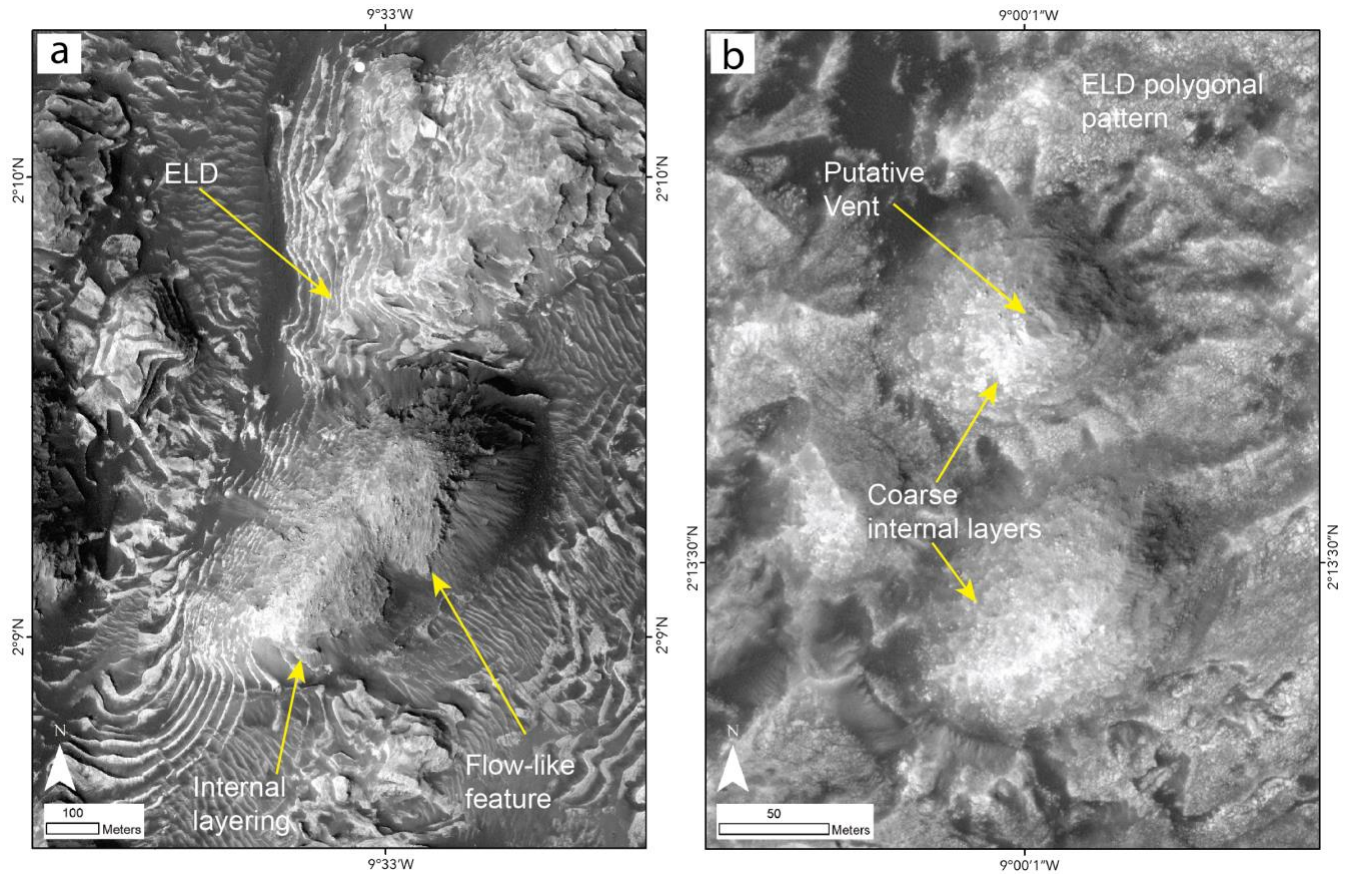 9°33'W
9°00'1"W
a
b
ELD polygonal
pattern
ELD
2°10'N
2°10'N
Putative
Vent
Coarse
internal layers
2°13'30"N
2°13'30"N
2°9'N
2°9'N
Internal
layering
Flow-like
feature
N
100
Meters
N
50
Meters
9°33'W
9°00'1"W